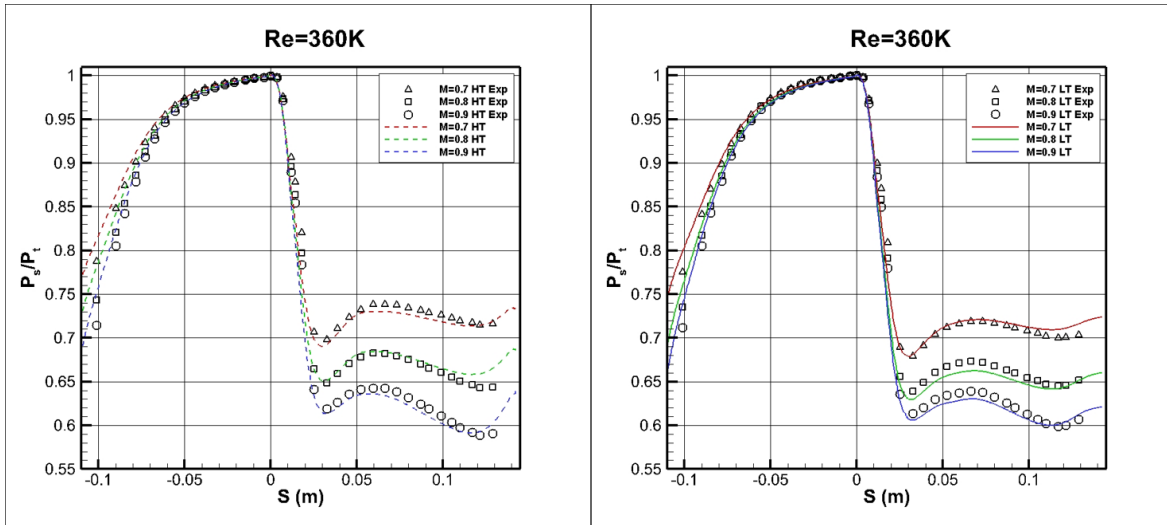 Re=360K
M=0.7 HT Exp
M=0.8 HT Exp
M=0.9 HT Exp
M=0.7 HT
M=0.8 HT
M=0.9 HT
Ps/Pt
1
0.95
0.9
0.85
0.8
0.75
0.7
0.65
0.6
0.55
-0.1
-0.05
0
0.05
0.1
S (m)
Re=360K
M=0.7 LT Exp
M=0.8 LT Exp
M=0.9 LT Exp
M=0.7 LT
M=0.8 LT
M=0.9 LT
Ps/Pt
1
0.95
0.9
0.85
0.8
0.75
0.7
0.65
0.6
0.55
-0.1
-0.05
0
0.05
0.1
S (m)